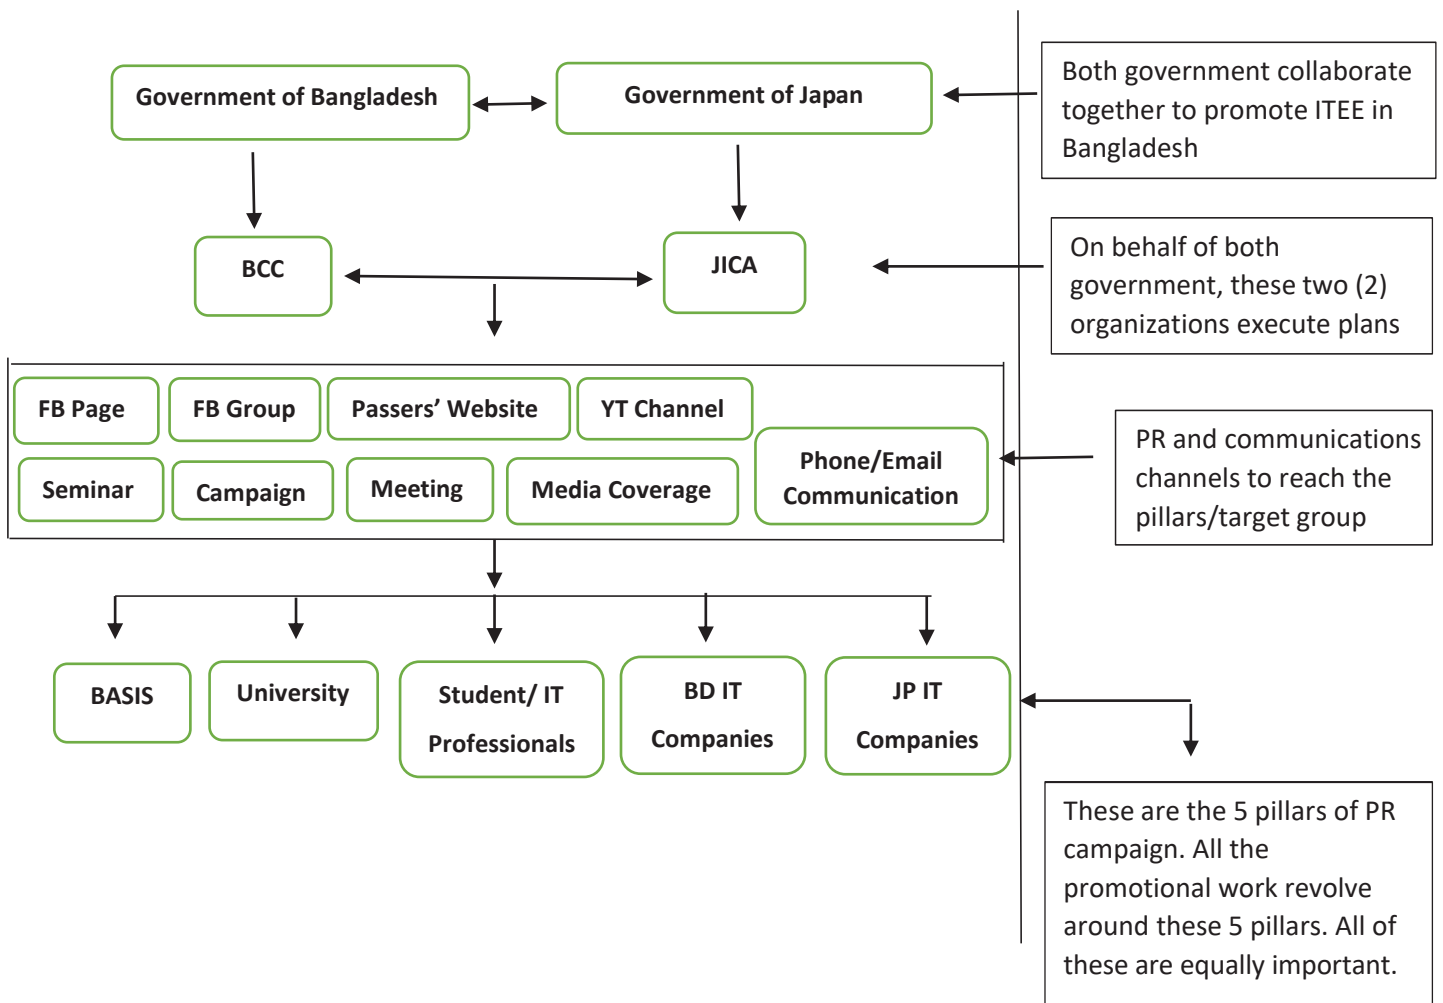 Government of Bangladesh
Government of Japan
Both government collaborate
together to promote ITEE in
Bangladesh
BCC
JICA
On behalf of both
government, these two (2)
organizations execute plans
FB Page
FB Group
Passers’ Website
YT Channel
Seminar
Campaign
Meeting
Media Coverage
Phone/Email
Communication
PR and communications
channels to reach the
pillars/target group
BASIS
University
Student/ IT
Professionals
BD IT
Companies
JP IT
Companies
These are the 5 pillars of PR
campaign. All the
promotional work revolve
around these 5 pillars. All of
these are equally important.